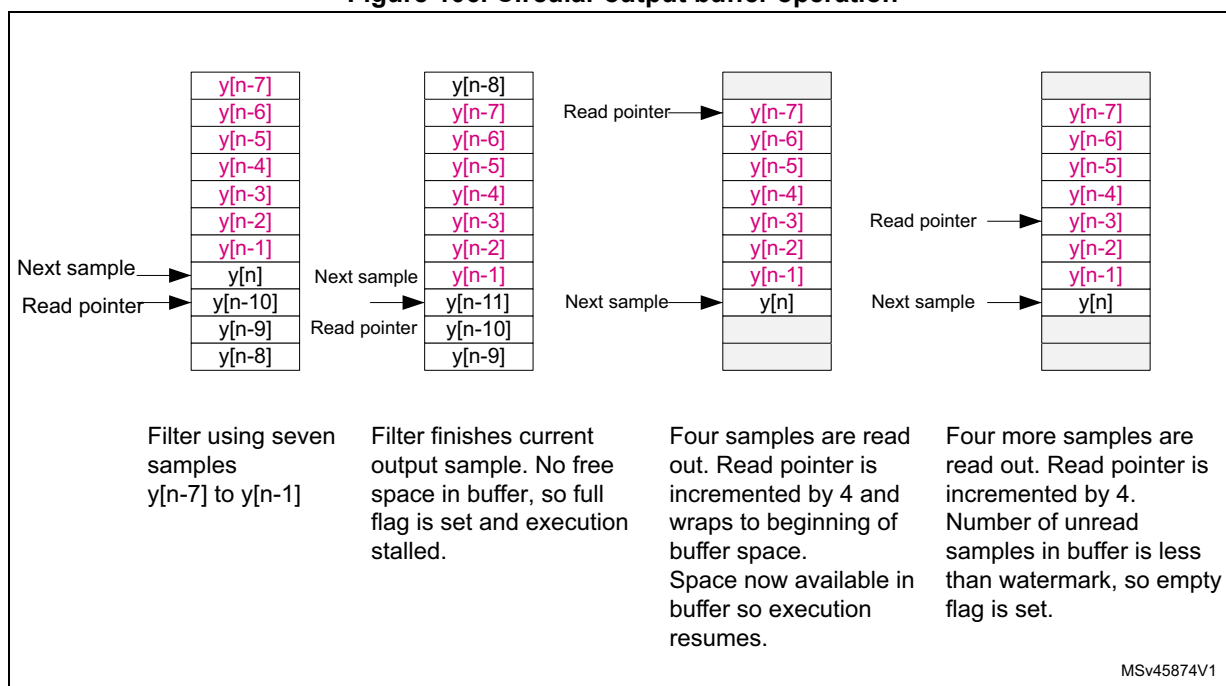 Circular output buffer operation
y[n-7]
y[n-6]
y[n-5]
y[n-4]
y[n-3]
y[n-2]
y[n-1]
y[n]
y[n-10]
y[n-9]
y[n-8]
Next sample
Read pointer
Filter using seven
samples
y[n-7] to y[n-1]
y[n-8]
y[n-7]
y[n-6]
y[n-5]
y[n-4]
y[n-3]
y[n-2]
y[n-1]
y[n-11]
y[n-10]
y[n-9]
Next sample
Read pointer
Filter finishes current
output sample. No free
space in buffer, so full
flag is set and execution
stalled.
Read pointer
y[n-7]
y[n-6]
y[n-5]
y[n-4]
y[n-3]
y[n-2]
y[n-1]
Next sample
y[n]
Four samples are read
out. Read pointer is
incremented by 4 and
wraps to beginning of
buffer space.
Space now available in
buffer so execution
resumes.
y[n-7]
y[n-6]
y[n-5]
y[n-4]
Read pointer
y[n-3]
y[n-2]
y[n-1]
Next sample
y[n]
Four more samples are
read out. Read pointer is
incremented by 4.
Number of unread
samples in buffer is less
than watermark, so empty
flag is set.
MSv45874V1